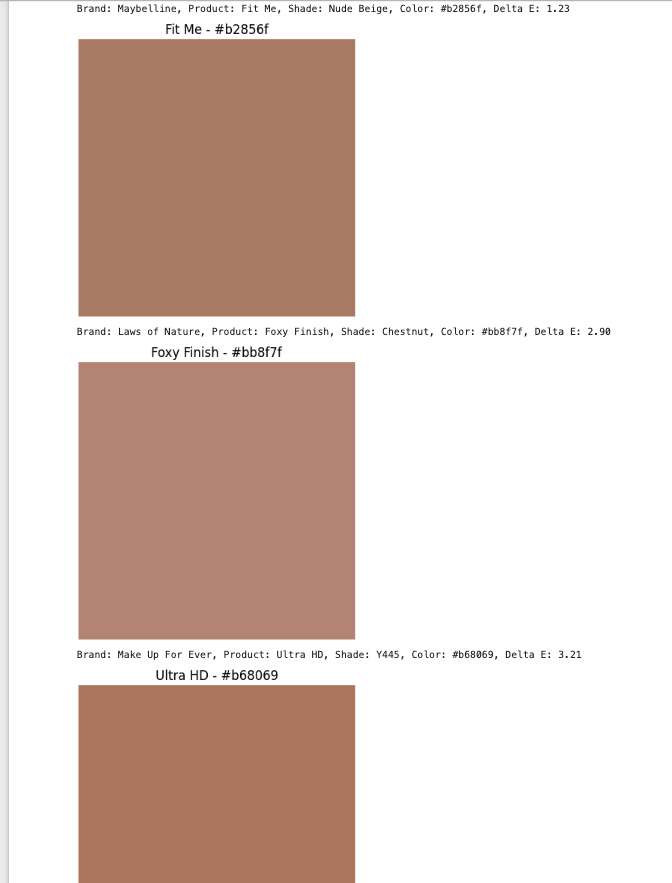 Brand: Maybelline, Product: Fit Me, Shade: Nude Beige, Color: #b2856f, Delta E: 1.23
Fit Me - #b2856f
Brand: Laws of Nature, Product: Foxy Finish, Shade: Chestnut, Color: #bb8f7f, Delta E: 2.90
Foxy Finish - #bb8f7f
Brand: Make Up For Ever, Product: Ultra HD, Shade: Y445, Color: #b68069, Delta E: 3.21
Ultra HD - #b68069